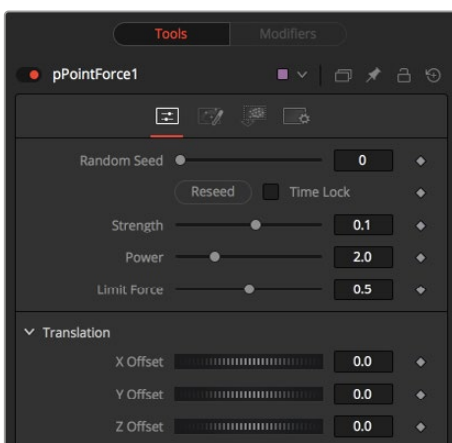 Tools Modifiers
pPointForce1
Random Seed 0
Reseed Time Lock
Strength 0.1
Power 2.0
Limit Force 0.5
Translation
X Offset 0.0
Y Offset 0.0
Z Offset 0.0